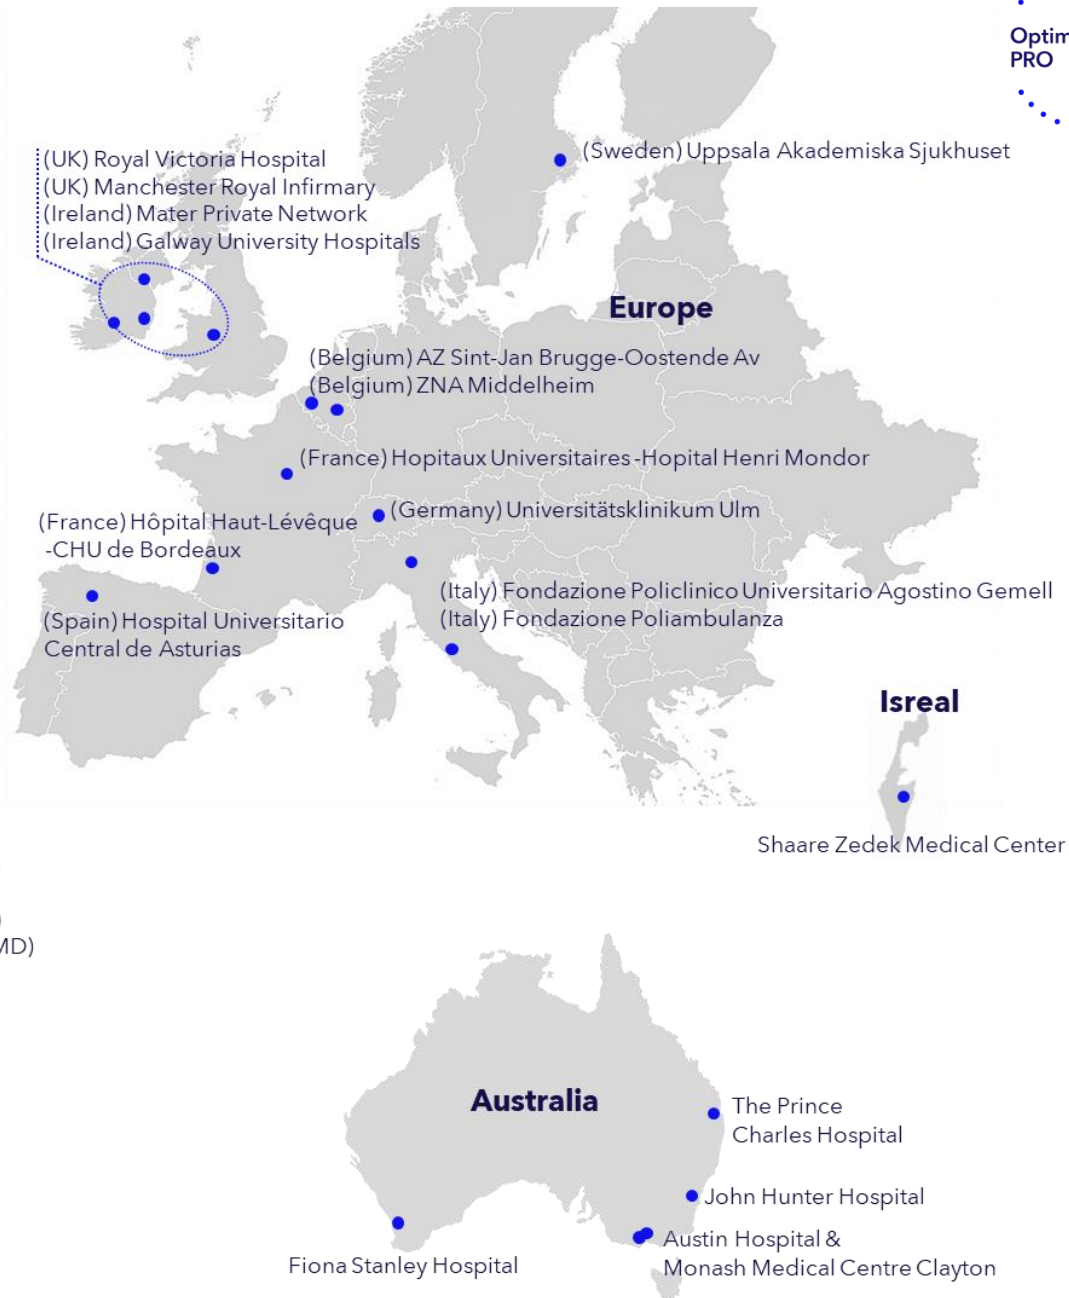 Optim
PRO
(UK) Royal Victoria Hospital
(UK) Manchester Royal Infirmary
(Ireland) Mater Private Network
(Ireland) Galway University Hospitals
(Sweden) Uppsala Akademiska Sjukhuset
Europe
(Belgium) AZ Sint-Jan Brugge-Oostende Av
(Belgium) ZNA Middelheim
(France) Hopitaux Universitaires -Hopital Henri Mondor
(Germany) Universitätsklinikum Ulm
(France) Hôpital Haut-Lévêque
-CHU de Bordeaux
(Italy) Fondazione Policlinico Universitario Agostino Gemell
(Italy) Fondazione Poliambulanza
(Spain) Hospital Universitario
Central de Asturias
Isreal
Shaare Zedek Medical Center
MD)
Australia
The Prince
Charles Hospital
John Hunter Hospital
Austin Hospital &
Monash Medical Centre Clayton
Fiona Stanley Hospital